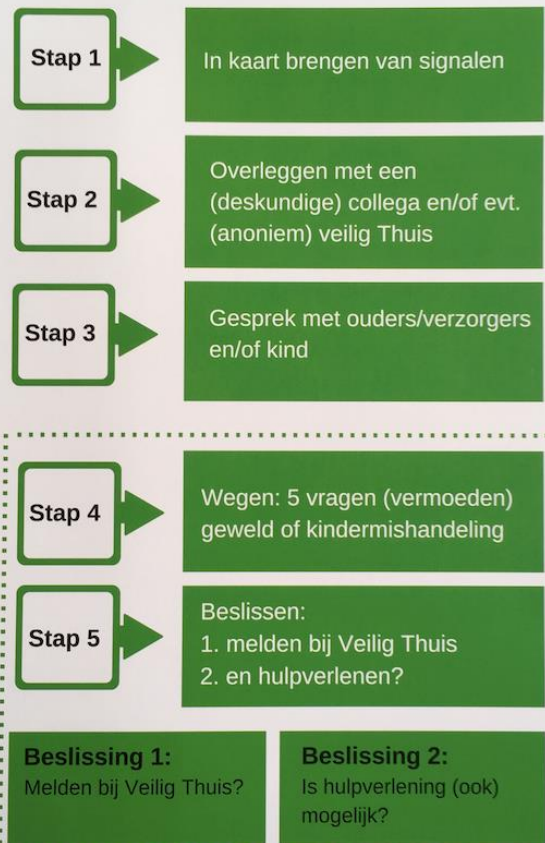 Stap 1
In kaart brengen van signalen
Stap 2
Overleggen met een
(deskundige) collega en/of evt.
(anoniem) veilig Thuis
Stap 3
Gesprek met ouders/verzorgers
en/of kind
Stap 4
Wegen: 5 vragen (vermoeden)
geweld of kindermishandeling
Stap 5
Beslissen:
1. melden bij Veilig Thuis
2. en hulpverlenen?
Beslissing 1:
Melden bij Veilig Thuis?
Beslissing 2:
Is hulpverlening (ook)
mogelijk?